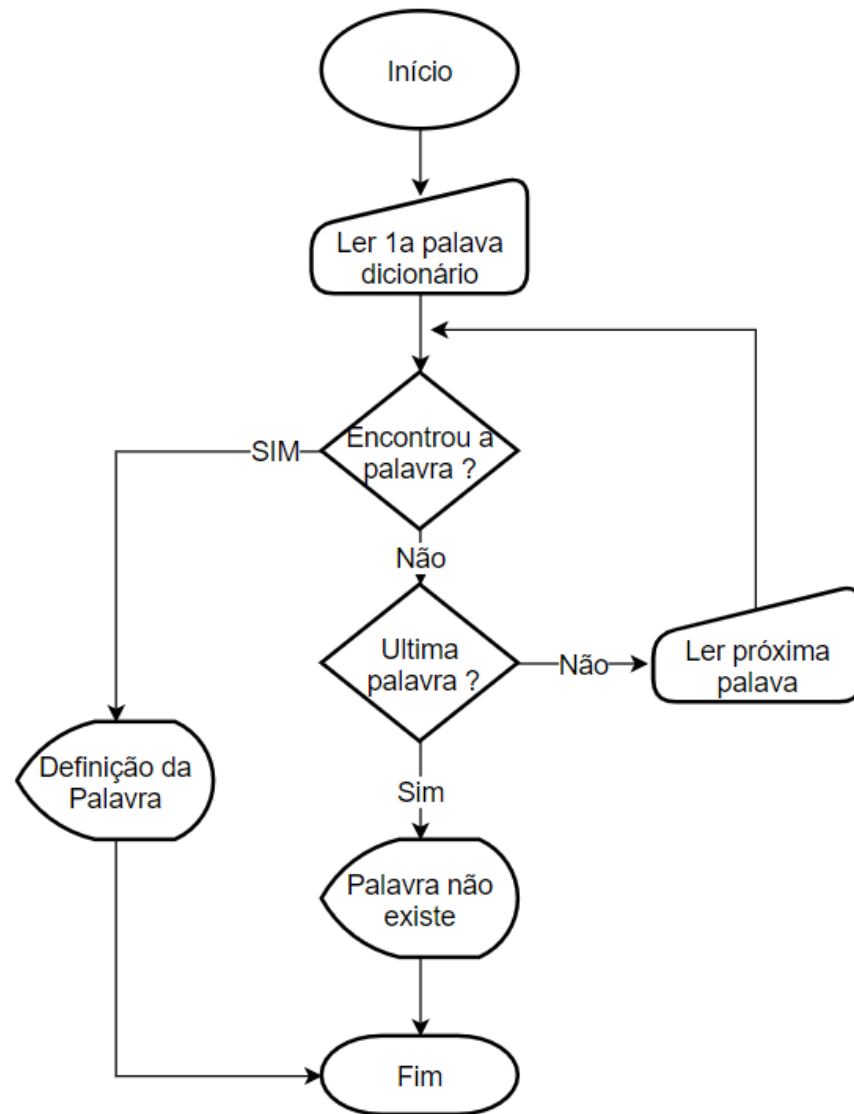 Início
Ler 1a palava
dicionário
Encontrou a
palavra ?
SIM
Não
Ultima
palavra ?
Não
Ler próxima
palava
Definição da
Palavra
Sim
Palavra não
existe
Fim